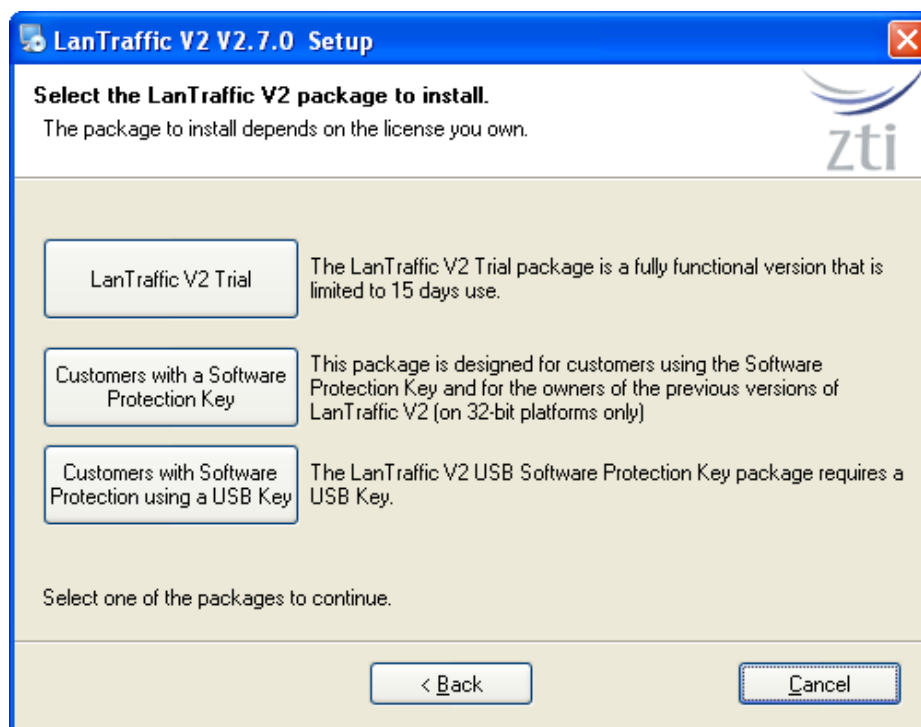 LanTraffic V2 V2.7.0 Setup
Select the LanTraffic V2 package to install.
The package to install depends on the license you own.
zti
LanTraffic V2 Trial
The LanTraffic V2 Trial package is a fully functional version that is
limited to 15 days use.
Customers with a Software
Protection Key
This package is designed for customers using the Software
Protection Key and for the owners of the previous versions of
LanTraffic V2 (on 32-bit platforms only)
Customers with Software
Protection using a USB Key
The LanTraffic V2 USB Software Protection Key package requires a
USB Key.
Select one of the packages to continue.
< Back
Cancel